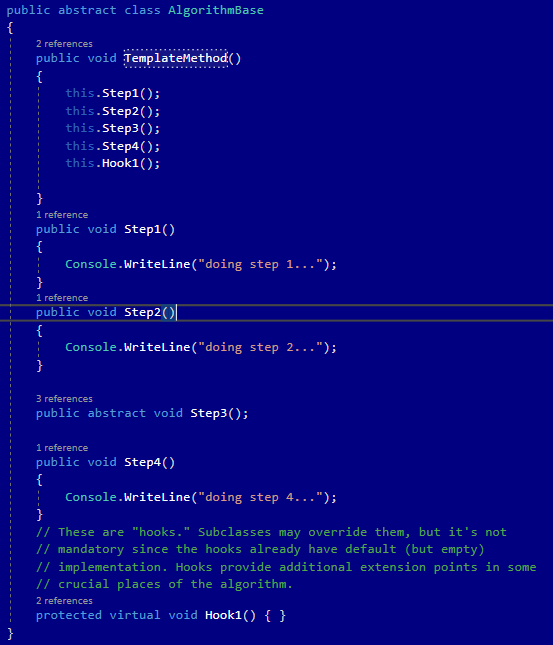 public abstract class AlgorithmBase
{
2 references
public void TemplateMethod()
{
this.Step1();
this.Step2();
this.Step3();
this.Step4();
this.Hook1();
}
1 reference
public void Step1()
{
Console.WriteLine("doing step 1...");
}
1 reference
public void Step2()
{
Console.WriteLine("doing step 2...");
}
3 references
public abstract void Step3();
1 reference
public void Step4()
{
Console.WriteLine("doing step 4...");
}
// These are "hooks." Subclasses may override them, but it's not
// mandatory since the hooks already have default (but empty)
// implementation. Hooks provide additional extension points in some
// crucial places of the algorithm.
2 references
protected virtual void Hook1() { }
}